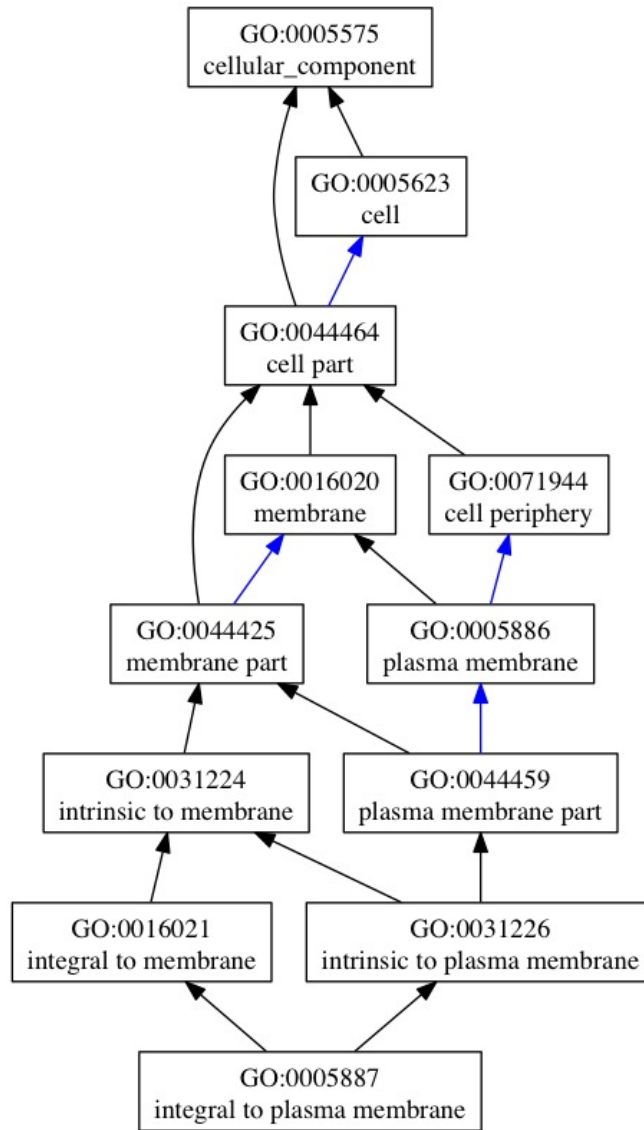 GO:0005575
cellular_component
GO:0005623
cell
GO:0044464
cell part
GO:0016020
membrane
GO:0071944
cell periphery
GO:0044425
membrane part
GO:0005886
plasma membrane
GO:0031224
intrinsic to membrane
GO:0044459
plasma membrane part
GO:0016021
integral to membrane
GO:0031226
intrinsic to plasma membrane
GO:0005887
integral to plasma membrane